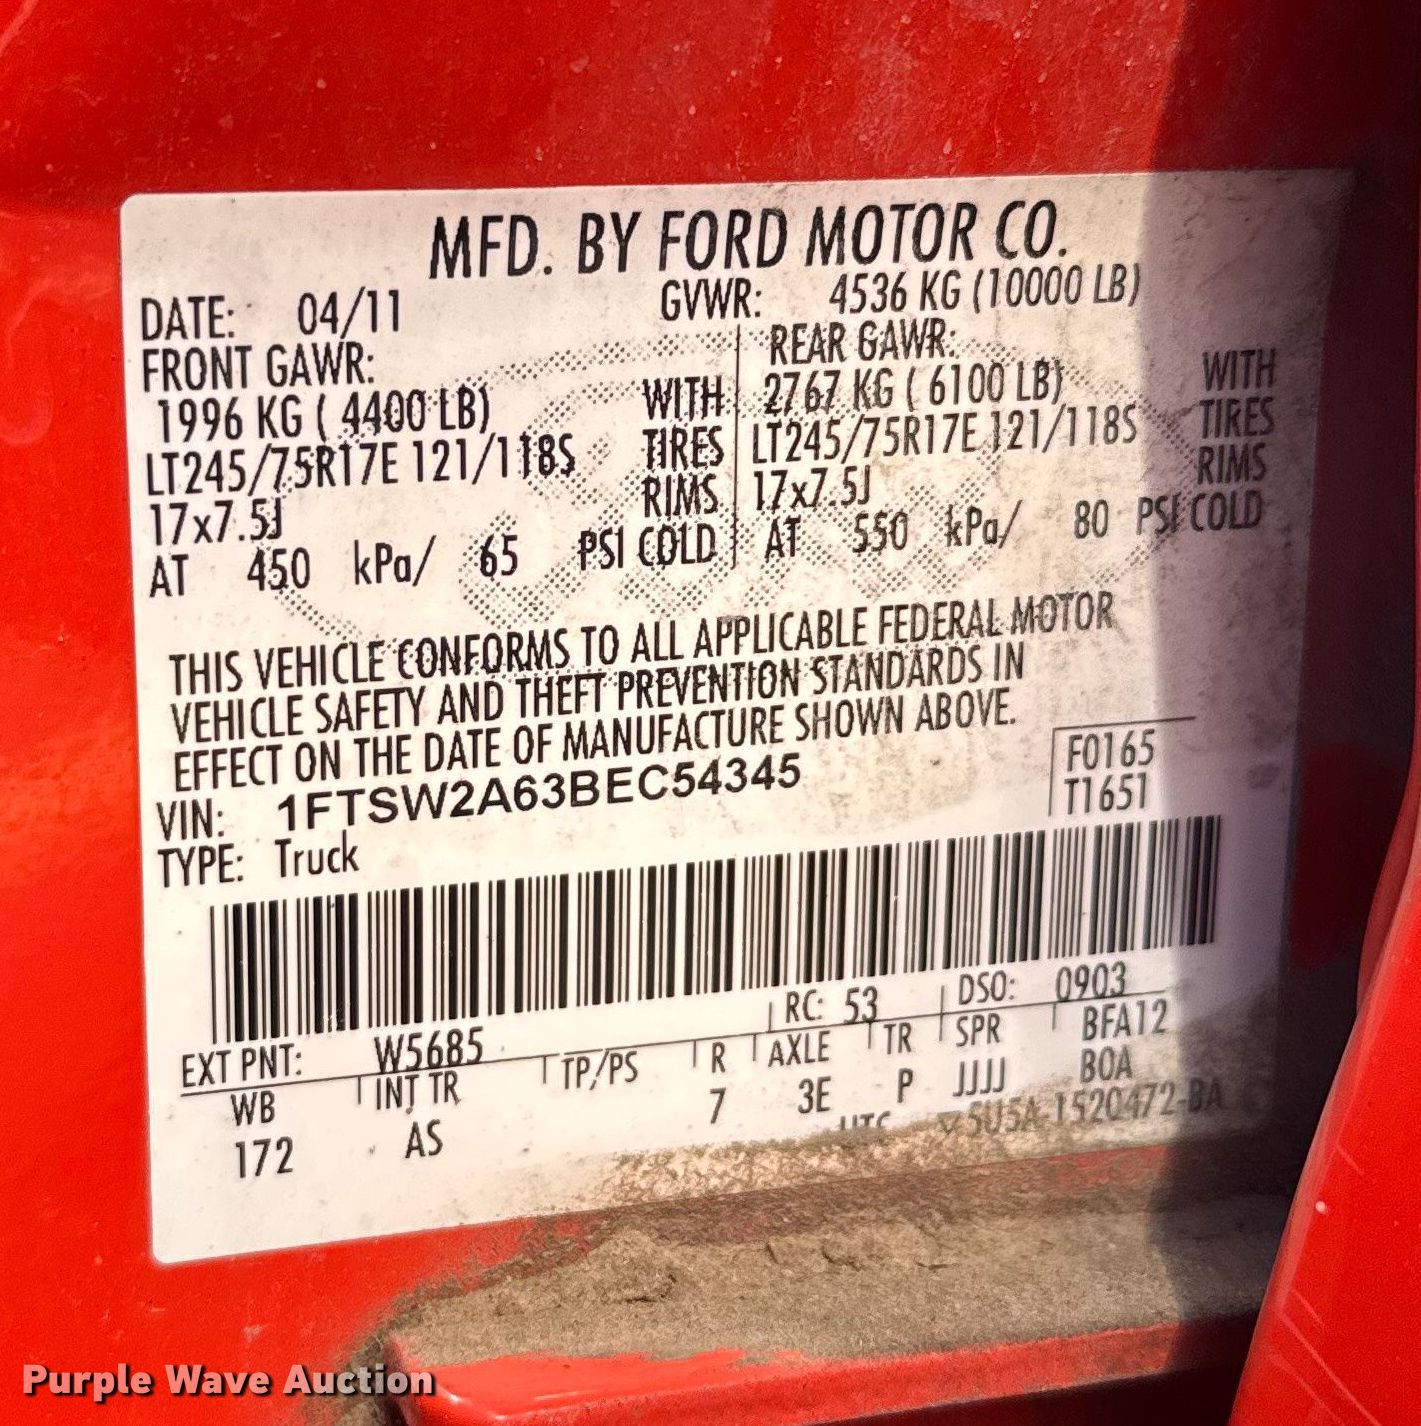 MFD. BY FORD MOTOR CO.
DATE: 04/11 GVWR: 4536 KG (10000 LB)
FRONT GAWR: REAR GAWR:
1996 KG ( 4400 LB) WITH 2767 KG ( 6100 LB) WITH
LT245/75R17E 121/118S TIRES LT245/75R17E 121/118S TIRES
17x7.5J RIMS 17x7.5J RIMS
AT 450 kPa/ 65 PSI COLD AT 550 kPa/ 80 PSI COLD
THIS VEHICLE CONFORMS TO ALL APPLICABLE FEDERAL MOTOR
VEHICLE SAFETY AND THEFT PREVENTION STANDARDS IN
EFFECT ON THE DATE OF MANUFACTURE SHOWN ABOVE.
VIN: 1FTSW2A63BEC54345 F0165
TYPE: Truck T1651
EXT PNT: W5685 RC: 53 DSO: 0903
WB INT TR TP/PS R AXLE TR SPR BFA12
172 AS 7 3E P JJJJ BOA
UTC 5U5A-1520472-BA
Purple Wave Auction